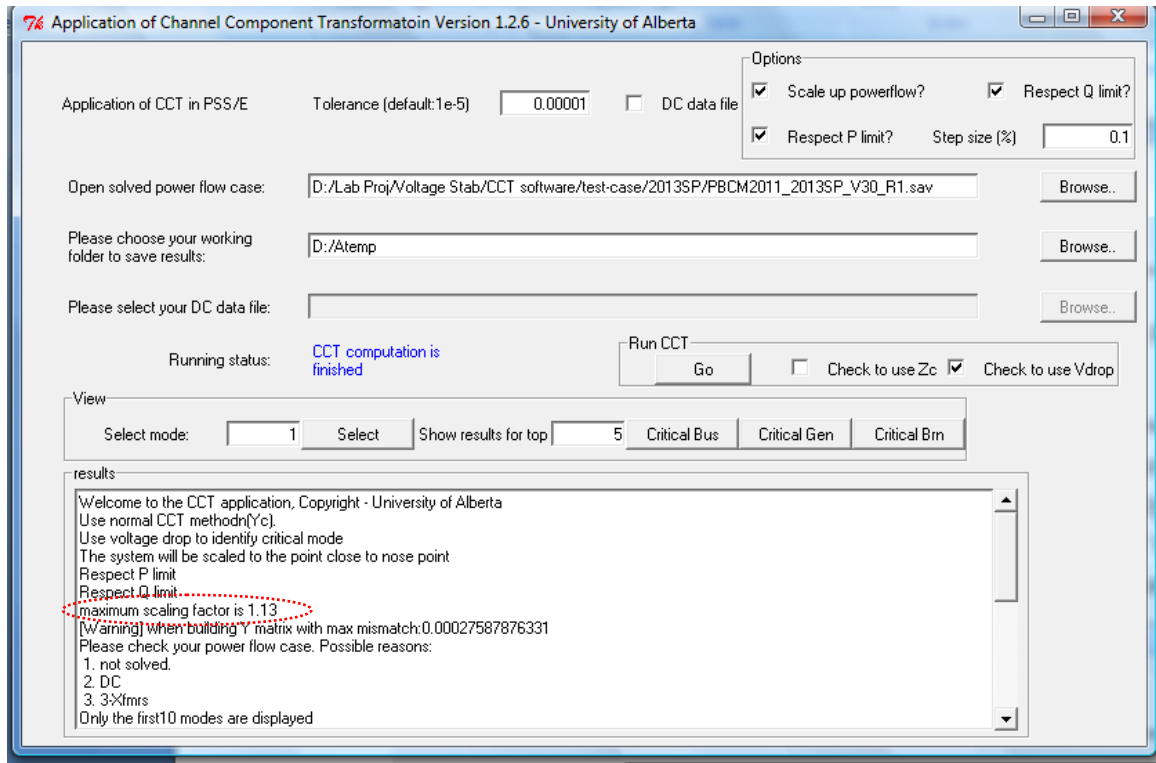 Application of Channel Component Transformatoin Version 1.2.6 - University of Alberta
Options
Application of CCT in PSS/E Tolerance (default:1e-5) 0.00001 DC data file Scale up powerflow? Respect Q limit?
Respect P limit? Step size (%) 0.1
Open solved power flow case: D:/Lab Proj/Voltage Stab/CCT software/test-case/2013SP/PBCM2011_2013SP_V30_R1.sav Browse..
Please choose your working
folder to save results: D:/Atemp Browse..
Please select your DC data file: Browse..
Running status: CCT computation is
finished
Run CCT
Go Check to use Zc Check to use Vdrop
View
Select mode: 1 Select Show results for top 5 Critical Bus Critical Gen Critical Brn
results
Welcome to the CCT application, Copyright - University of Alberta
Use normal CCT methodn(Yc).
Use voltage drop to identify critical mode
The system will be scaled to the point close to nose point
Respect P limit
Respect Q limit
maximum scaling factor is 1.13
[Warning] when building Y matrix with max mismatch:0.00027587876331
Please check your power flow case. Possible reasons:
1. not solved.
2. DC
3. 3-Xfmrs
Only the first10 modes are displayed